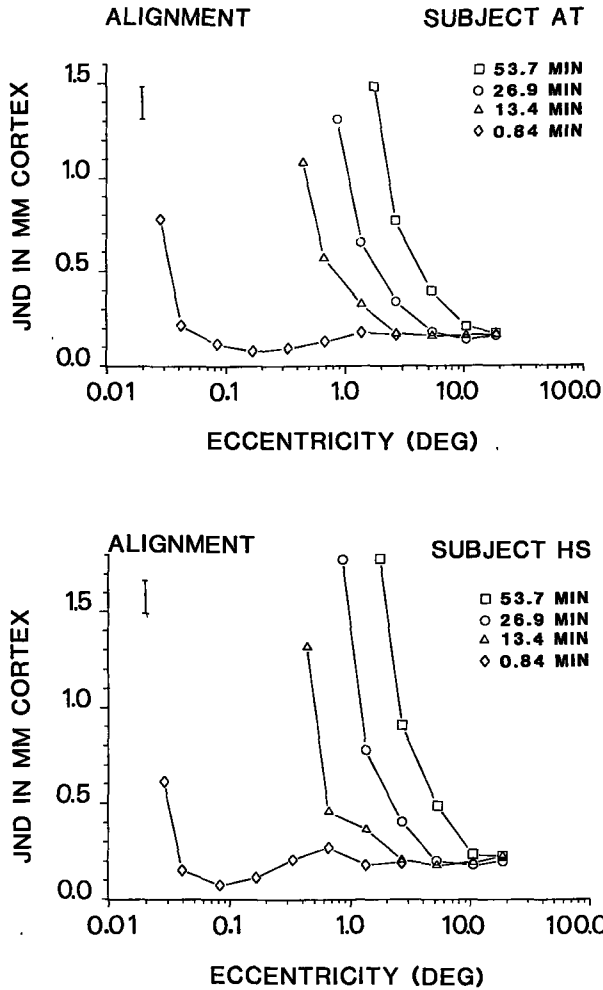 ALIGNMENT SUBJECT AT
53.7 MIN
26.9 MIN
13.4 MIN
0.84 MIN
JND IN MM CORTEX
1.5
1.0
0.5
0.0
0.01 0.1 1.0 10.0 100.0
ECCENTRICITY (DEG)
ALIGNMENT SUBJECT HS
53.7 MIN
26.9 MIN
13.4 MIN
0.84 MIN
JND IN MM CORTEX
1.5
1.0
0.5
0.0
0.01 0.1 1.0 10.0 100.0
ECCENTRICITY (DEG)